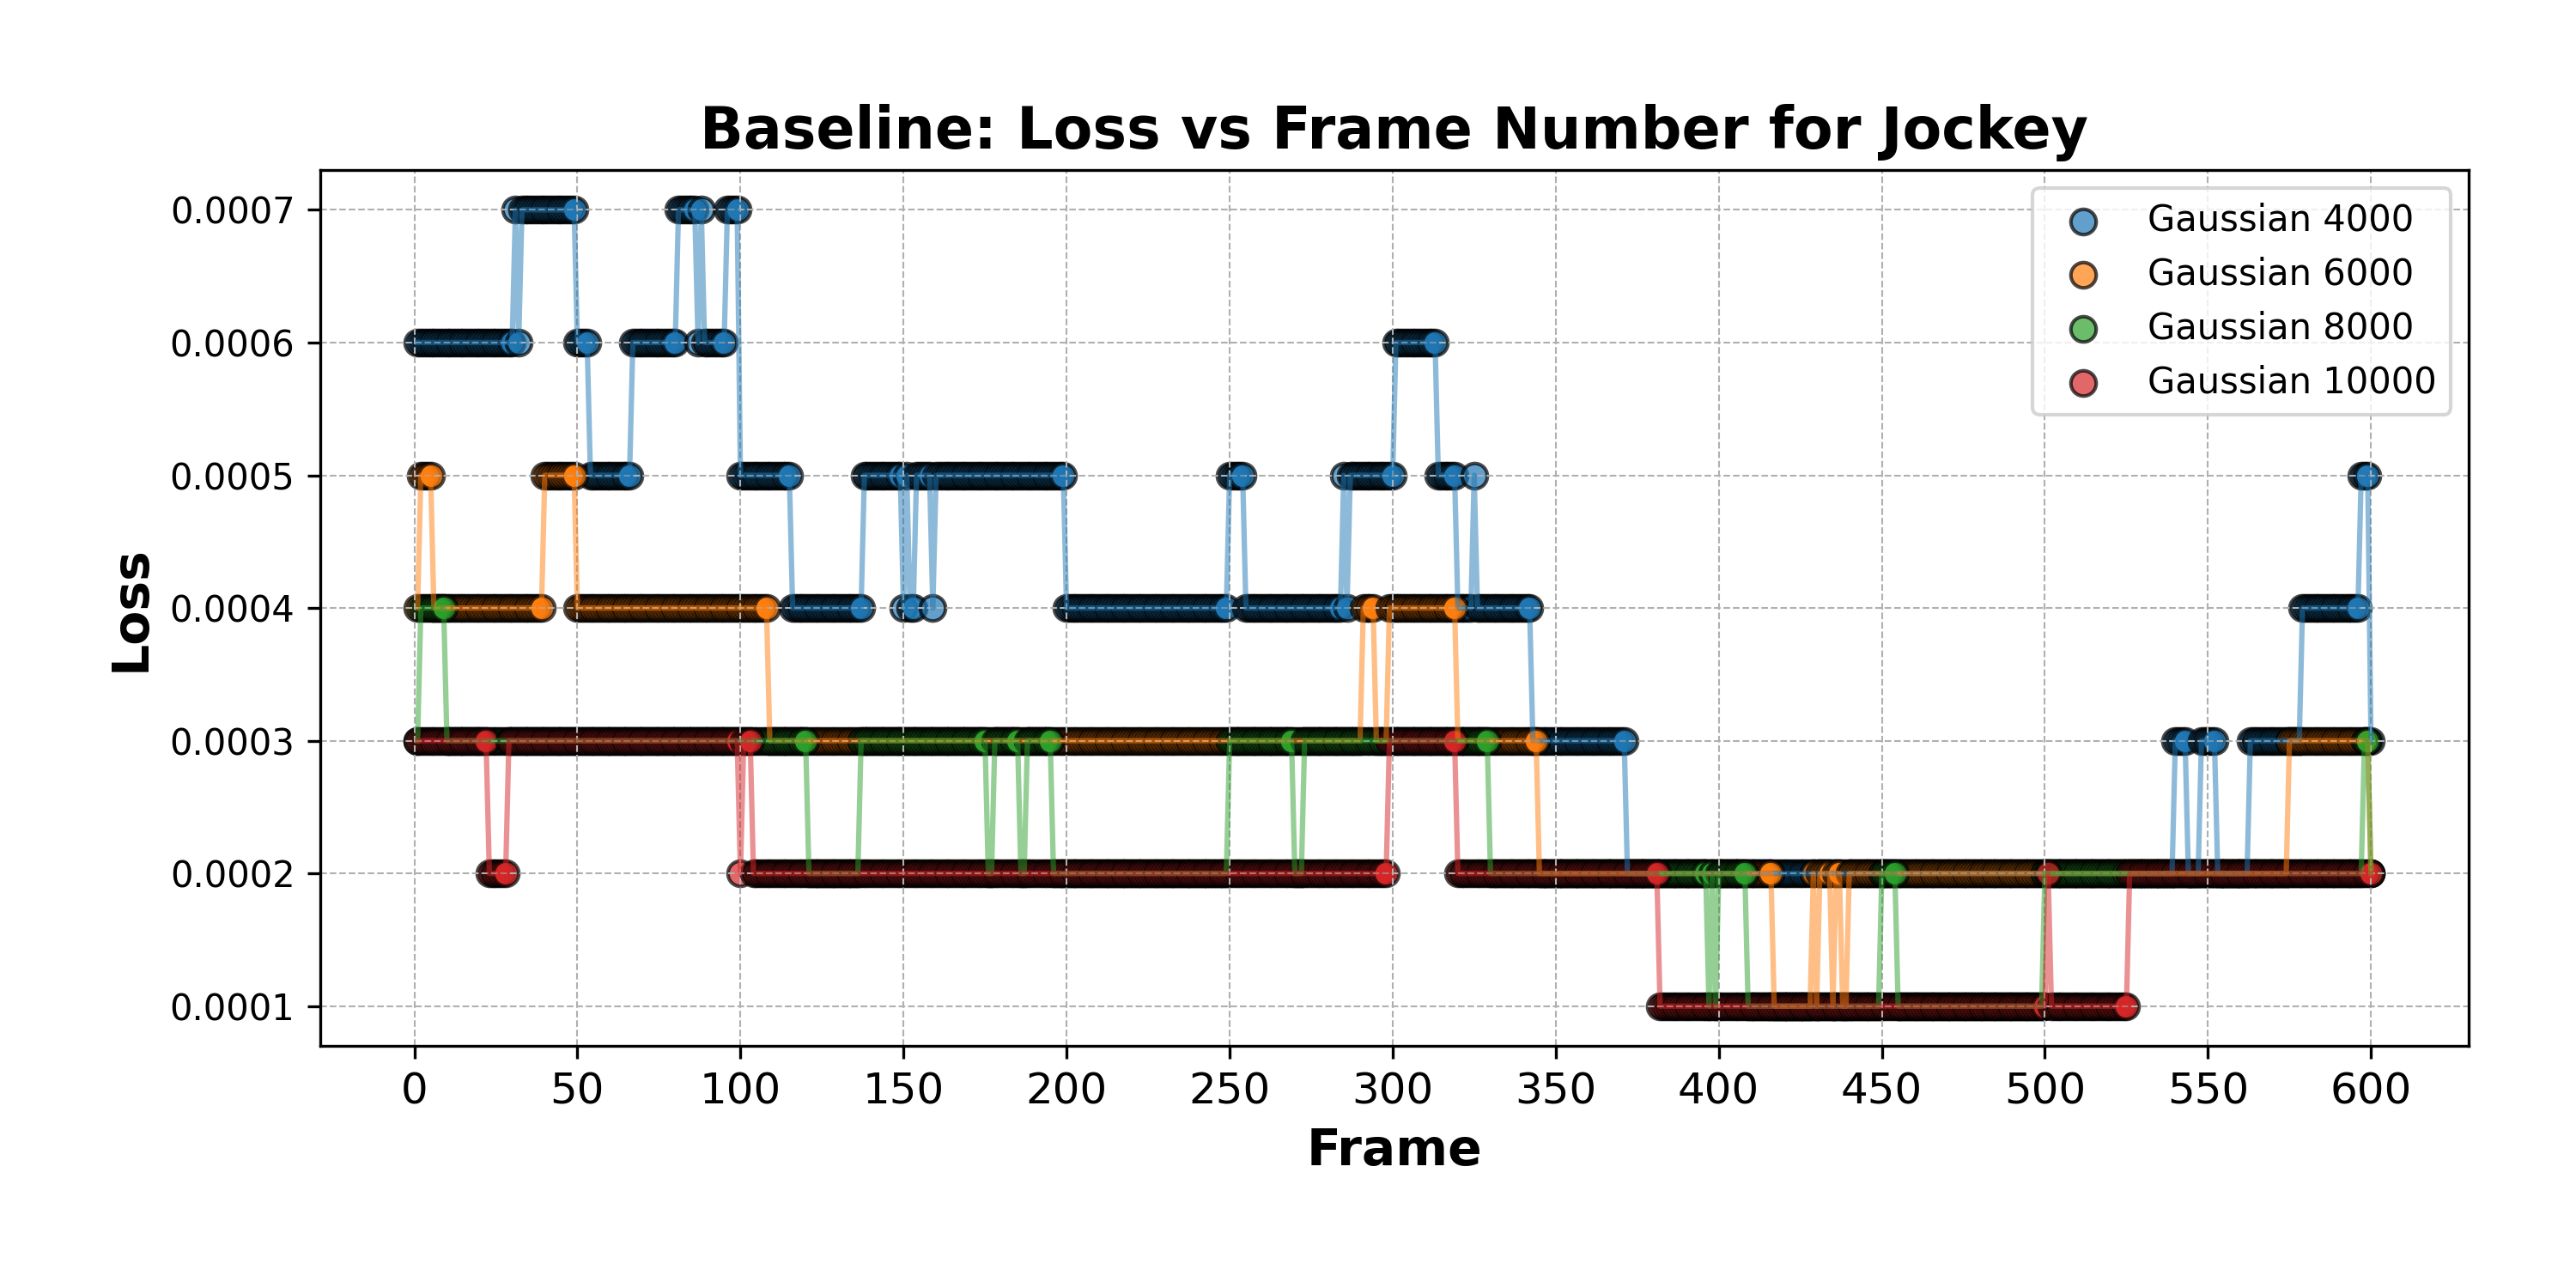 Baseline: Loss vs Frame Number for Jockey
0.0007
0.0006
0.0005
0.0004
0.0003
0.0002
0.0001
Loss
Gaussian 4000
Gaussian 6000
Gaussian 8000
Gaussian 10000
0 50 100 150 200 250 300 350 400 450 500 550 600
Frame